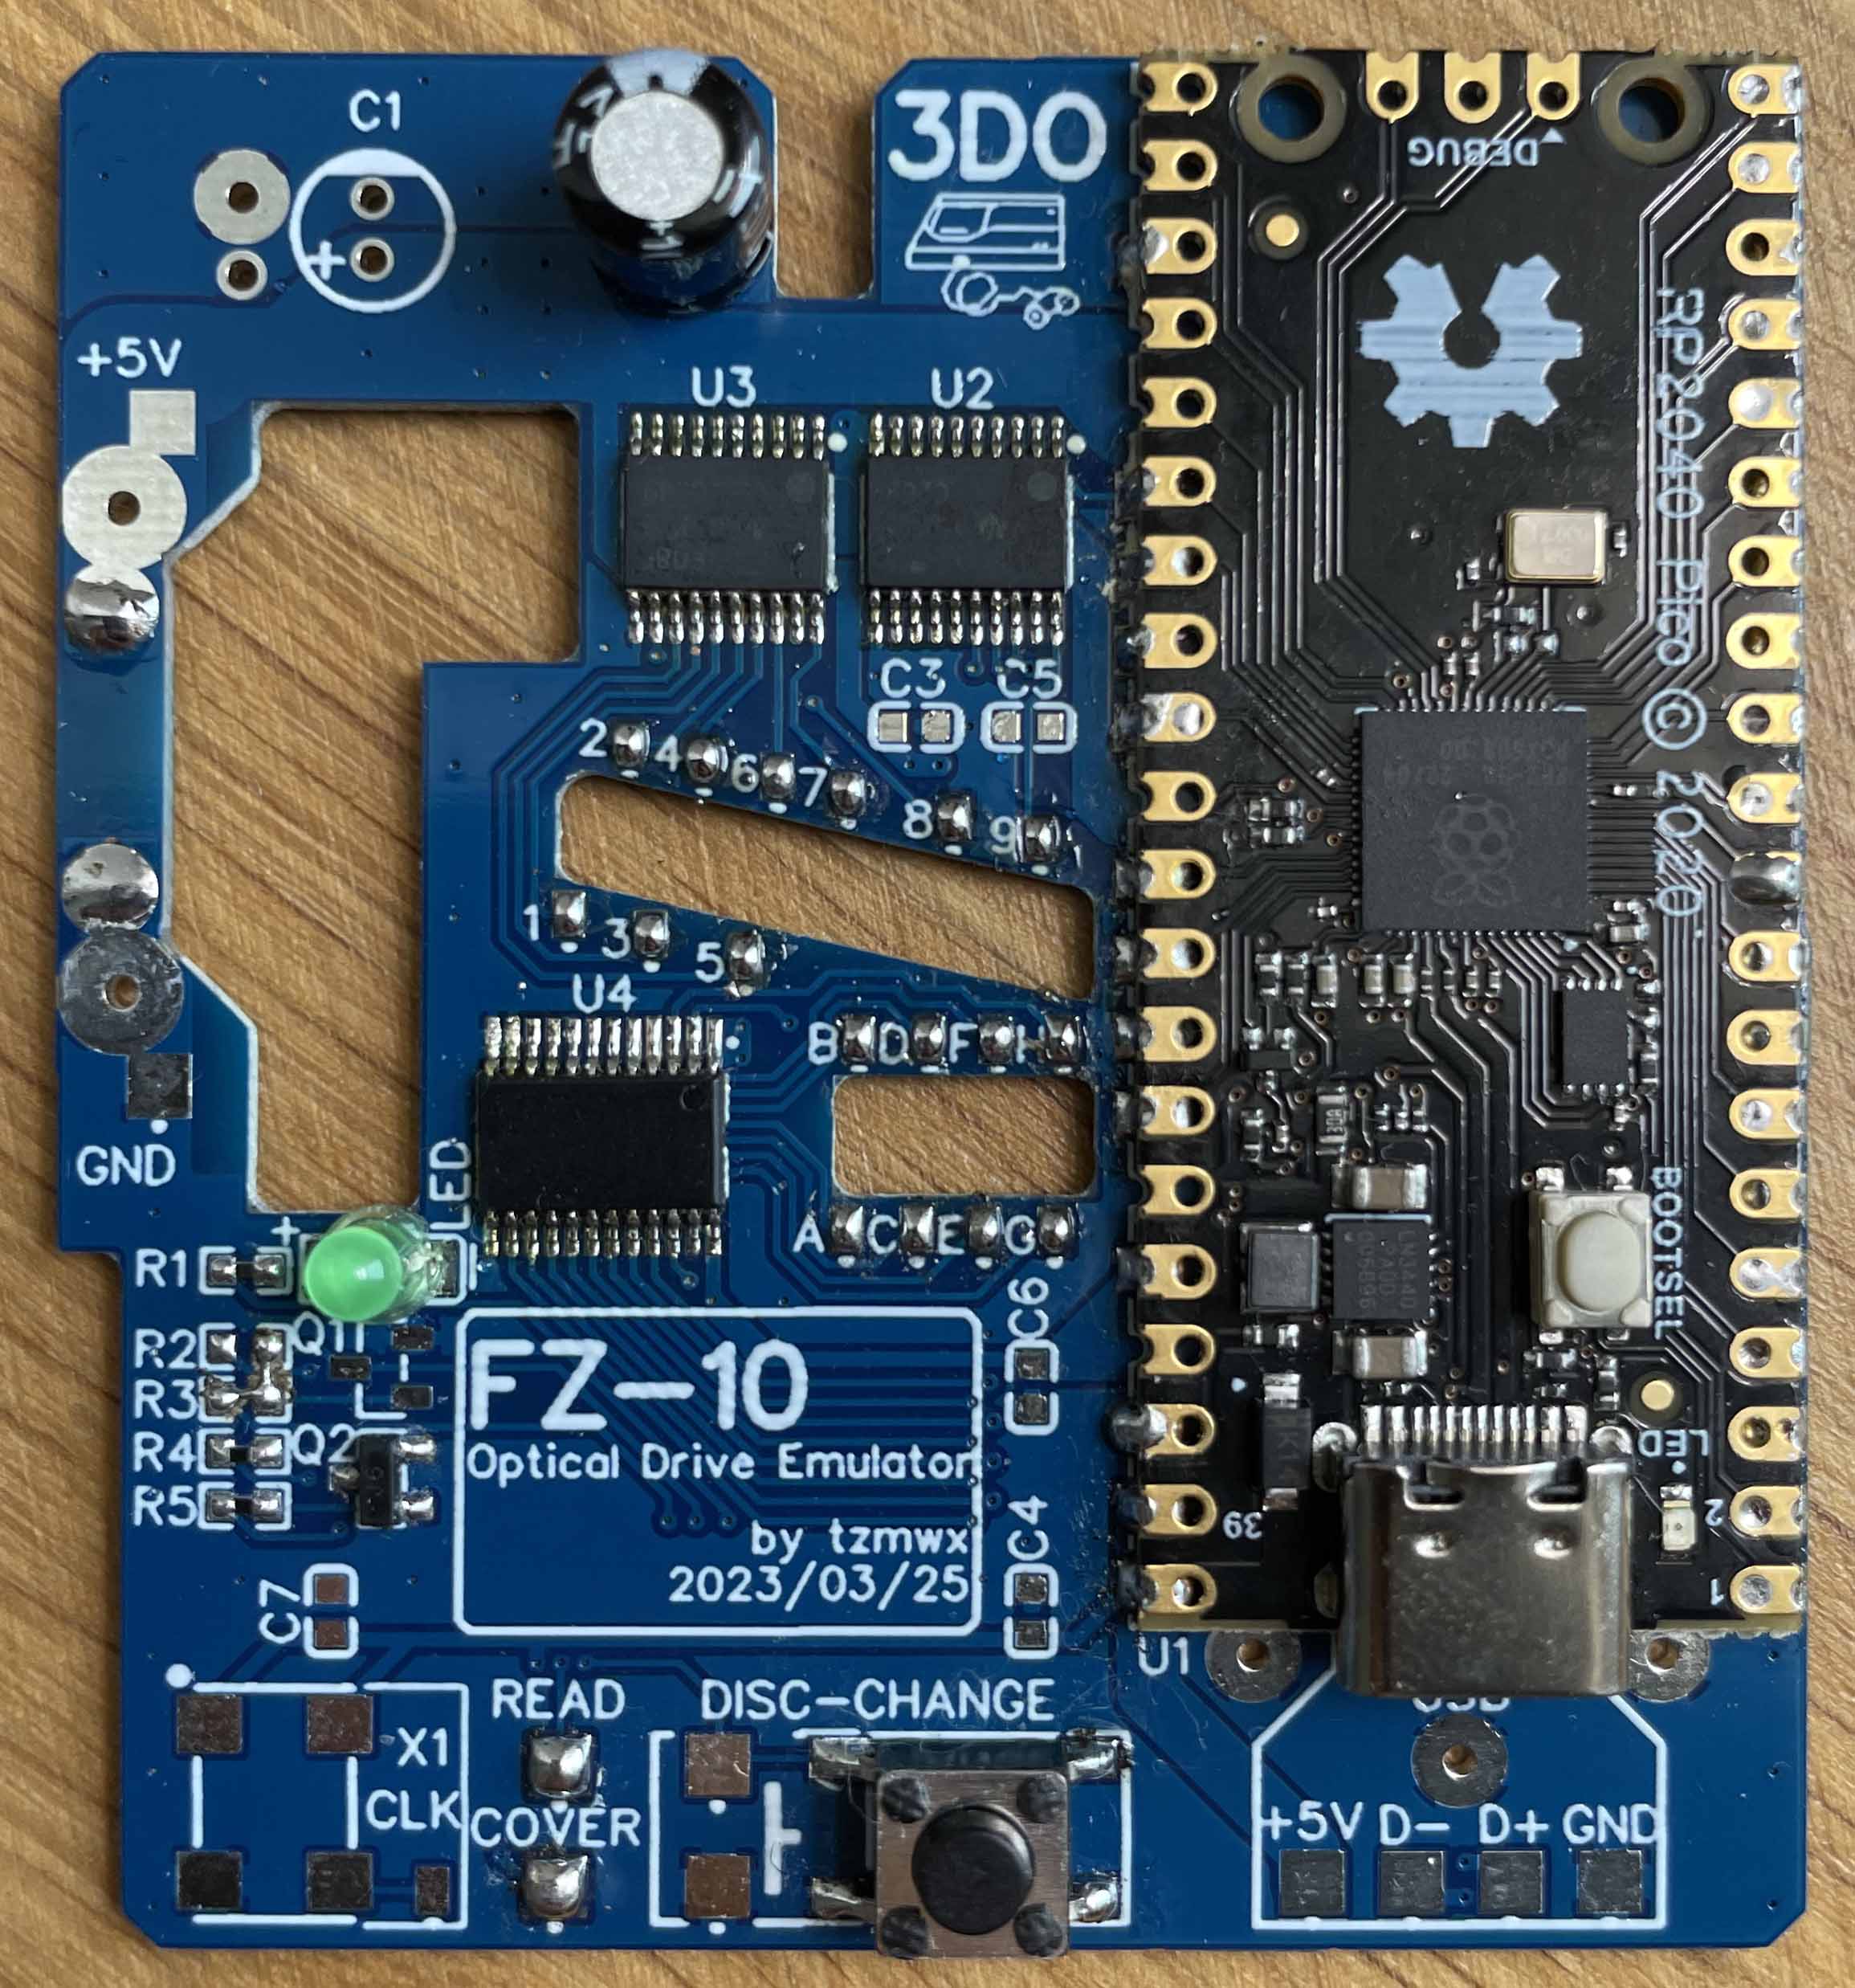 C1
+
3DO
DEBUG
+5V
U3
U2
RP2040 Pico © 2020
C3
C5
2
4
6
7
8
9
1
3
5
U4
B
D
F
H
GND
LED
A
C
E
G
BOOTSEL
+
R1
Q1
C6
R2
R3
FZ-10
Optical Drive Emulator
R4
Q2
R5
LED
by tzmwx
2023/03/25
C4
39
2
1
C7
U1
READ
DISC-CHANGE
USB
X1
CLK
COVER
+5V
D-
D+
GND